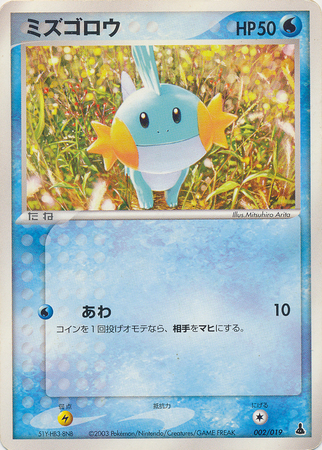 ミズゴロウ HP50
たね
Illus.Mitsuhiro Arita
あわ 10
コインを1回投げオモテなら、相手をマヒにする。
弱点 抵抗力 にげる
©2003 Pokémon/Nintendo/Creatures/GAME FREAK
002/019